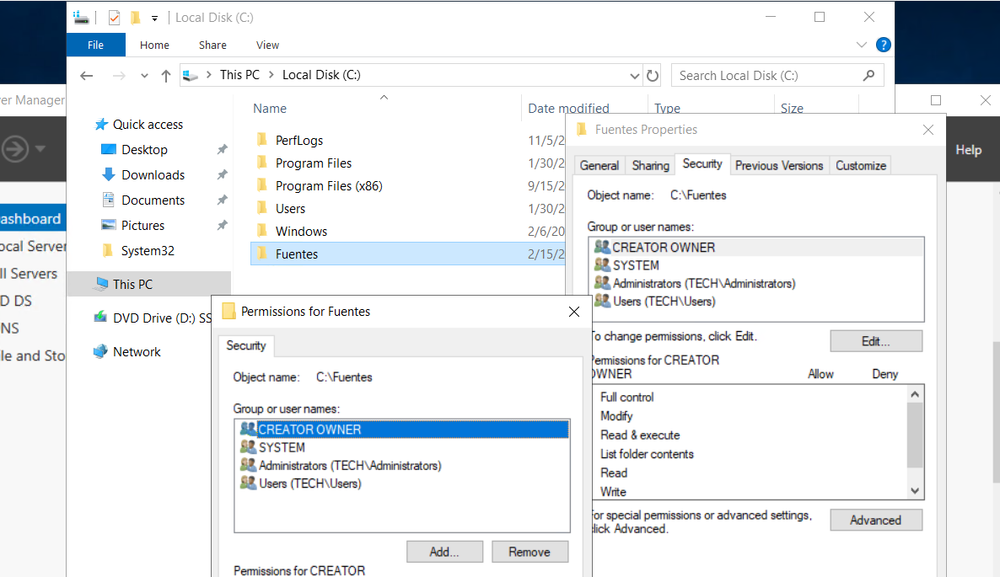 Local Disk (C:)
File Home Share View
This PC Local Disk (C:)
Search Local Disk (C:)
er Manager
Help
ashboard
ocal Server
ll Servers
D DS
NS
le and Sto
Quick access
Desktop
Downloads
Documents
Pictures
System32
This PC
DVD Drive (D:) SS
Network
Name Date modified Type Size
PerfLogs 11/5/2
Program Files 1/30/2
Program Files (x86) 9/15/2
Users 1/30/2
Windows 2/6/20
Fuentes 2/15/2
Fuentes Properties
General Sharing Security Previous Versions Customize
Object name: C:\Fuentes
Group or user names:
CREATOR OWNER
SYSTEM
Administrators (TECH\Administrators)
Users (TECH\Users)
To change permissions, click Edit.
Edit...
Permissions for CREATOR
OWNER Allow Deny
Full control
Modify
Read & execute
List folder contents
Read
Write
For special permissions or advanced settings,
click Advanced.
Advanced
Permissions for Fuentes
Security
Object name: C:\Fuentes
Group or user names:
CREATOR OWNER
SYSTEM
Administrators (TECH\Administrators)
Users (TECH\Users)
Add... Remove
Permissions for CREATOR